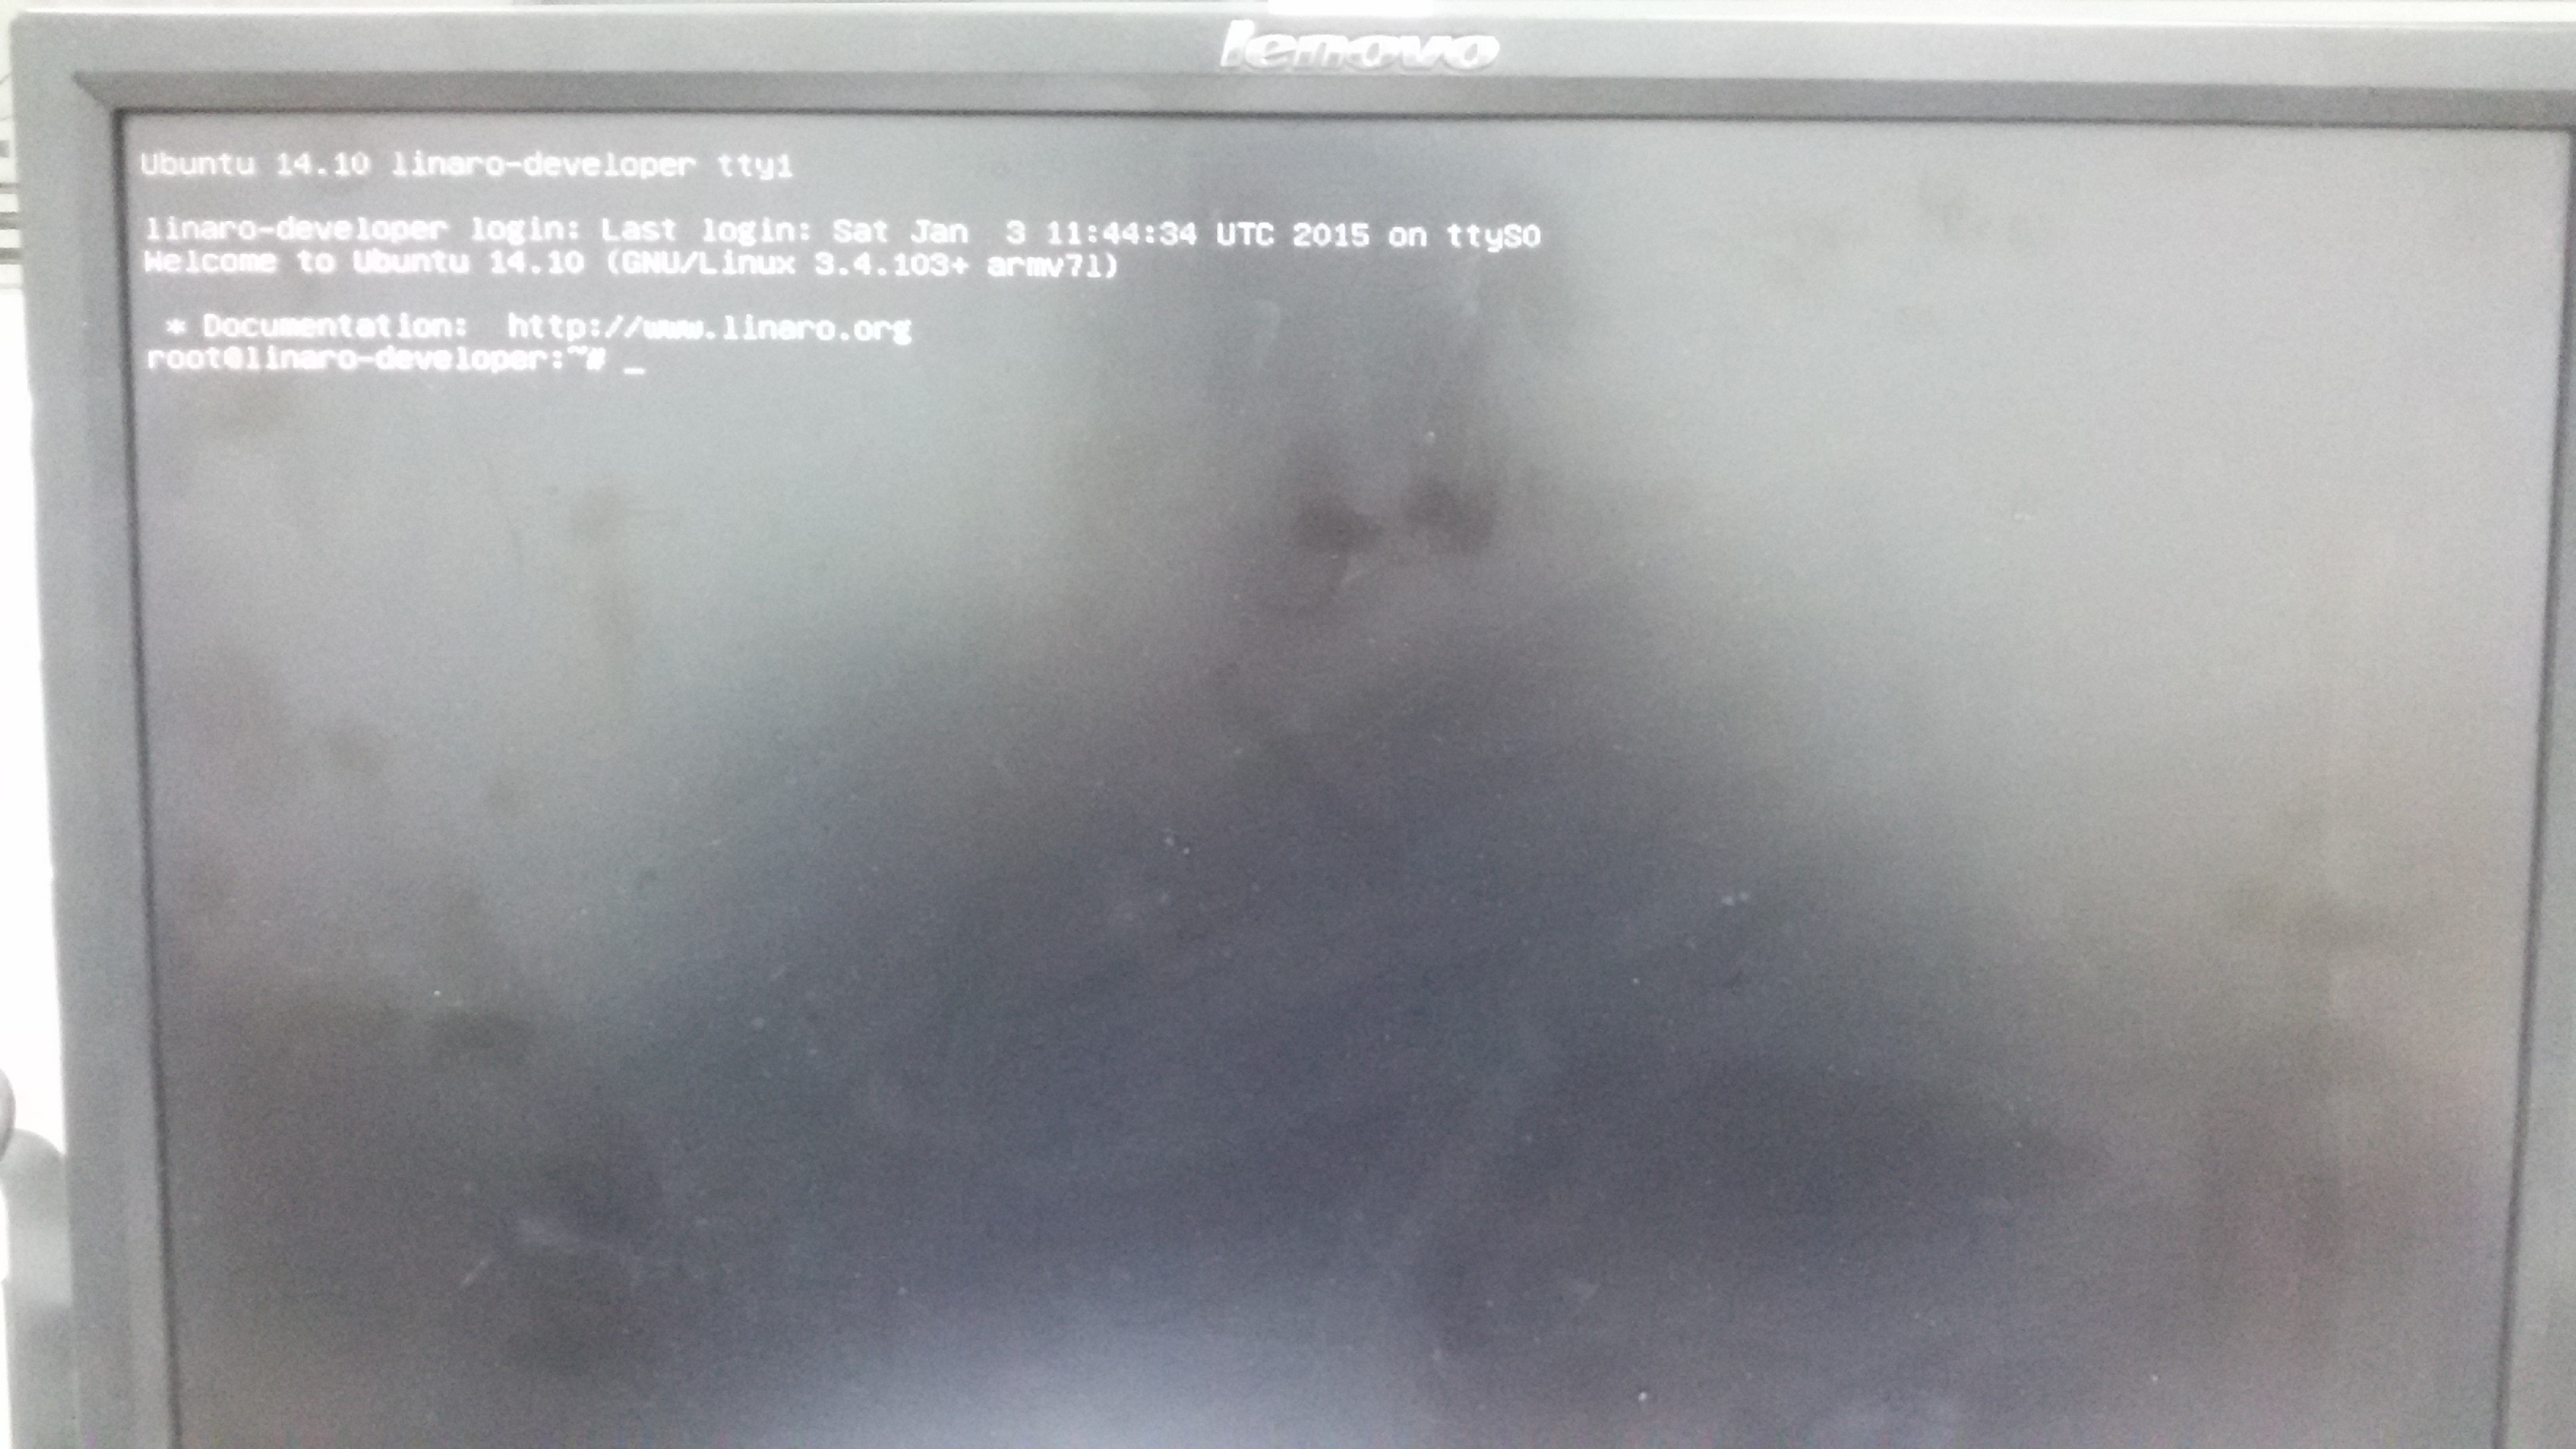 lenovo
Ubuntu 14.10 linaro-developer tty1
linaro-developer login: Last login: Sat Jan  3 11:44:34 UTC 2015 on ttyS0
Welcome to Ubuntu 14.10 (GNU/Linux 3.4.103+ armv7l)
 * Documentation:  http://www.linaro.org
root@linaro-developer:~# _